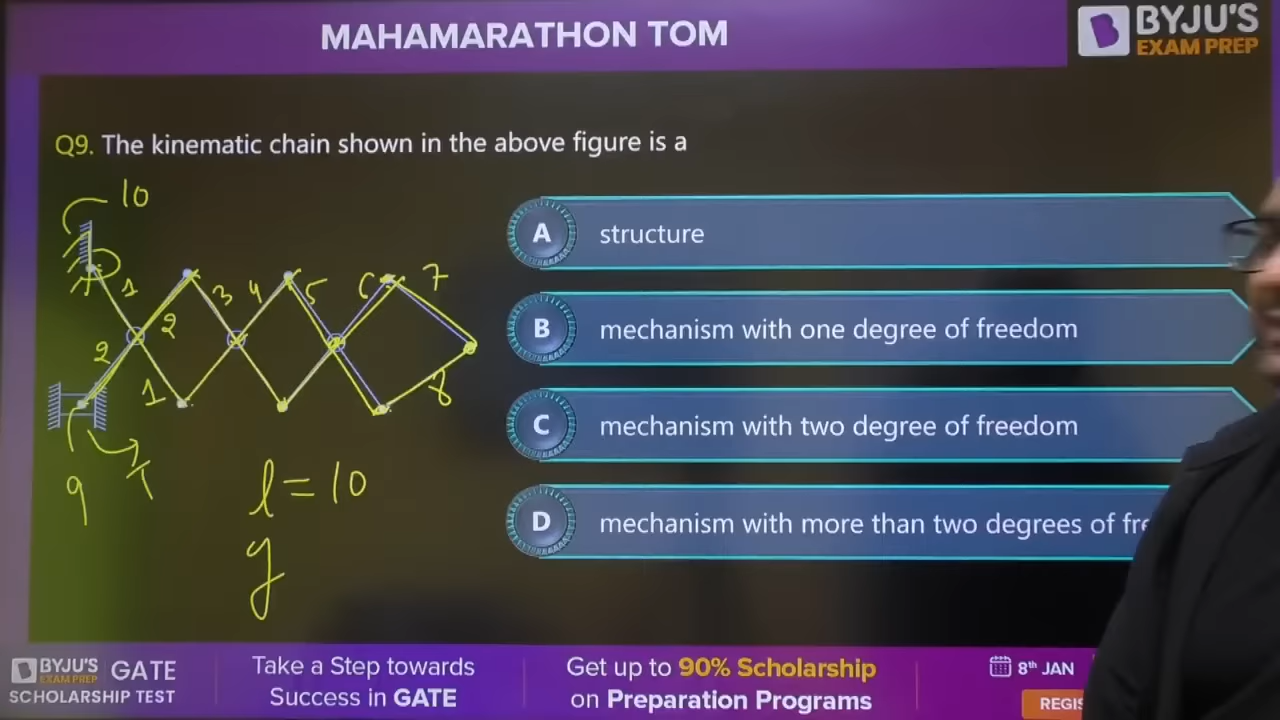 MAHAMARATHON TOM
BYJU'S
EXAM PREP
Q9. The kinematic chain shown in the above figure is a
10
1
2
2
1
3
4
5
6
7
8
9
l = 10
A structure
B mechanism with one degree of freedom
C mechanism with two degree of freedom
D mechanism with more than two degrees of fre
BYJU'S
EXAM PREP
GATE
SCHOLARSHIP TEST
Take a Step towards
Success in GATE
Get up to 90% Scholarship
on Preparation Programs
8th JAN
REGIS